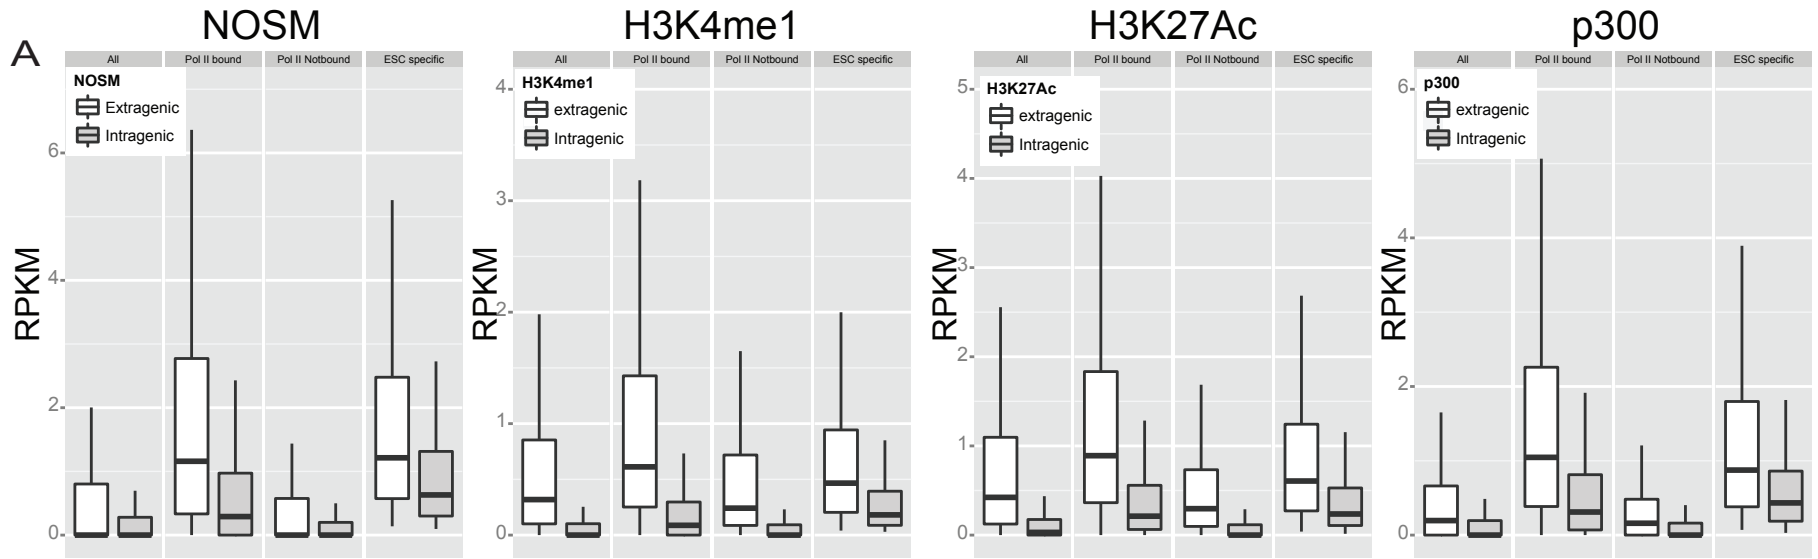 A
NOSM
All
Pol II bound
Pol II Notbound
ESC specific
NOSM
Extragenic
Intragenic
RPKM
6
4
2
0
H3K4me1
All
Pol II bound
Pol II Notbound
ESC specific
H3K4me1
extragenic
Intragenic
RPKM
4
3
2
1
0
H3K27Ac
All
Pol II bound
Pol II Notbound
ESC specific
H3K27Ac
extragenic
Intragenic
RPKM
5
4
3
2
1
0
p300
All
Pol II bound
Pol II Notbound
ESC specific
p300
extragenic
Intragenic
RPKM
6
4
2
0